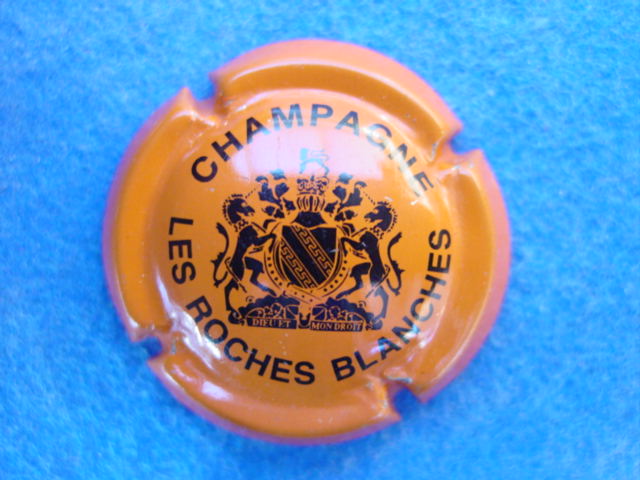 CHAMPAGNE
DIEU ET MON DROIT
LES ROCHES BLANCHES